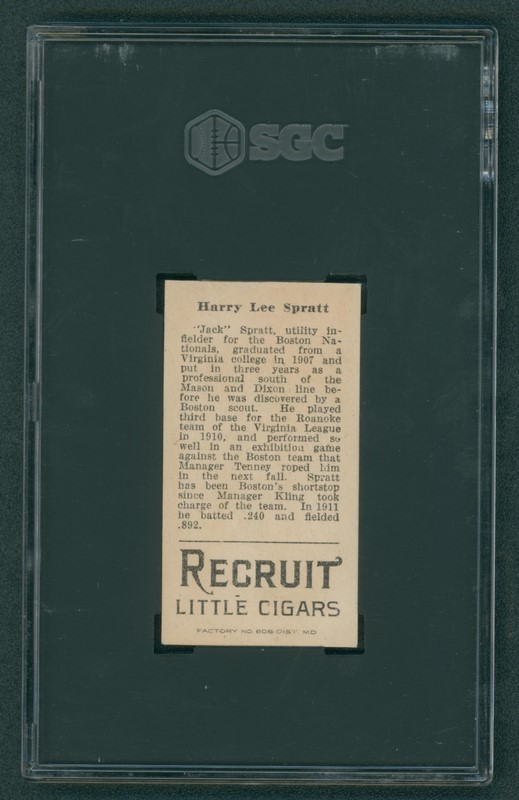 SGC
Harry Lee Spratt
"Jack" Spratt, utility in-
fielder for the Boston Na-
tionals, graduated from a
Virginia college in 1907 and
put in three years as a
professional south of the
Mason and Dixon line be-
fore he was discovered by a
Boston scout. He played
third base for the Roanoke
team of the Virginia League
in 1910, and performed so
well in an exhibition game
against the Boston team that
Manager Tenney roped him
in the next fall. Spratt
has been Boston's shortstop
since Manager Kling took
charge of the team. In 1911
he batted .240 and fielded
.892.
RECRUIT
LITTLE CIGARS
FACTORY NO. 606 DIST. MD